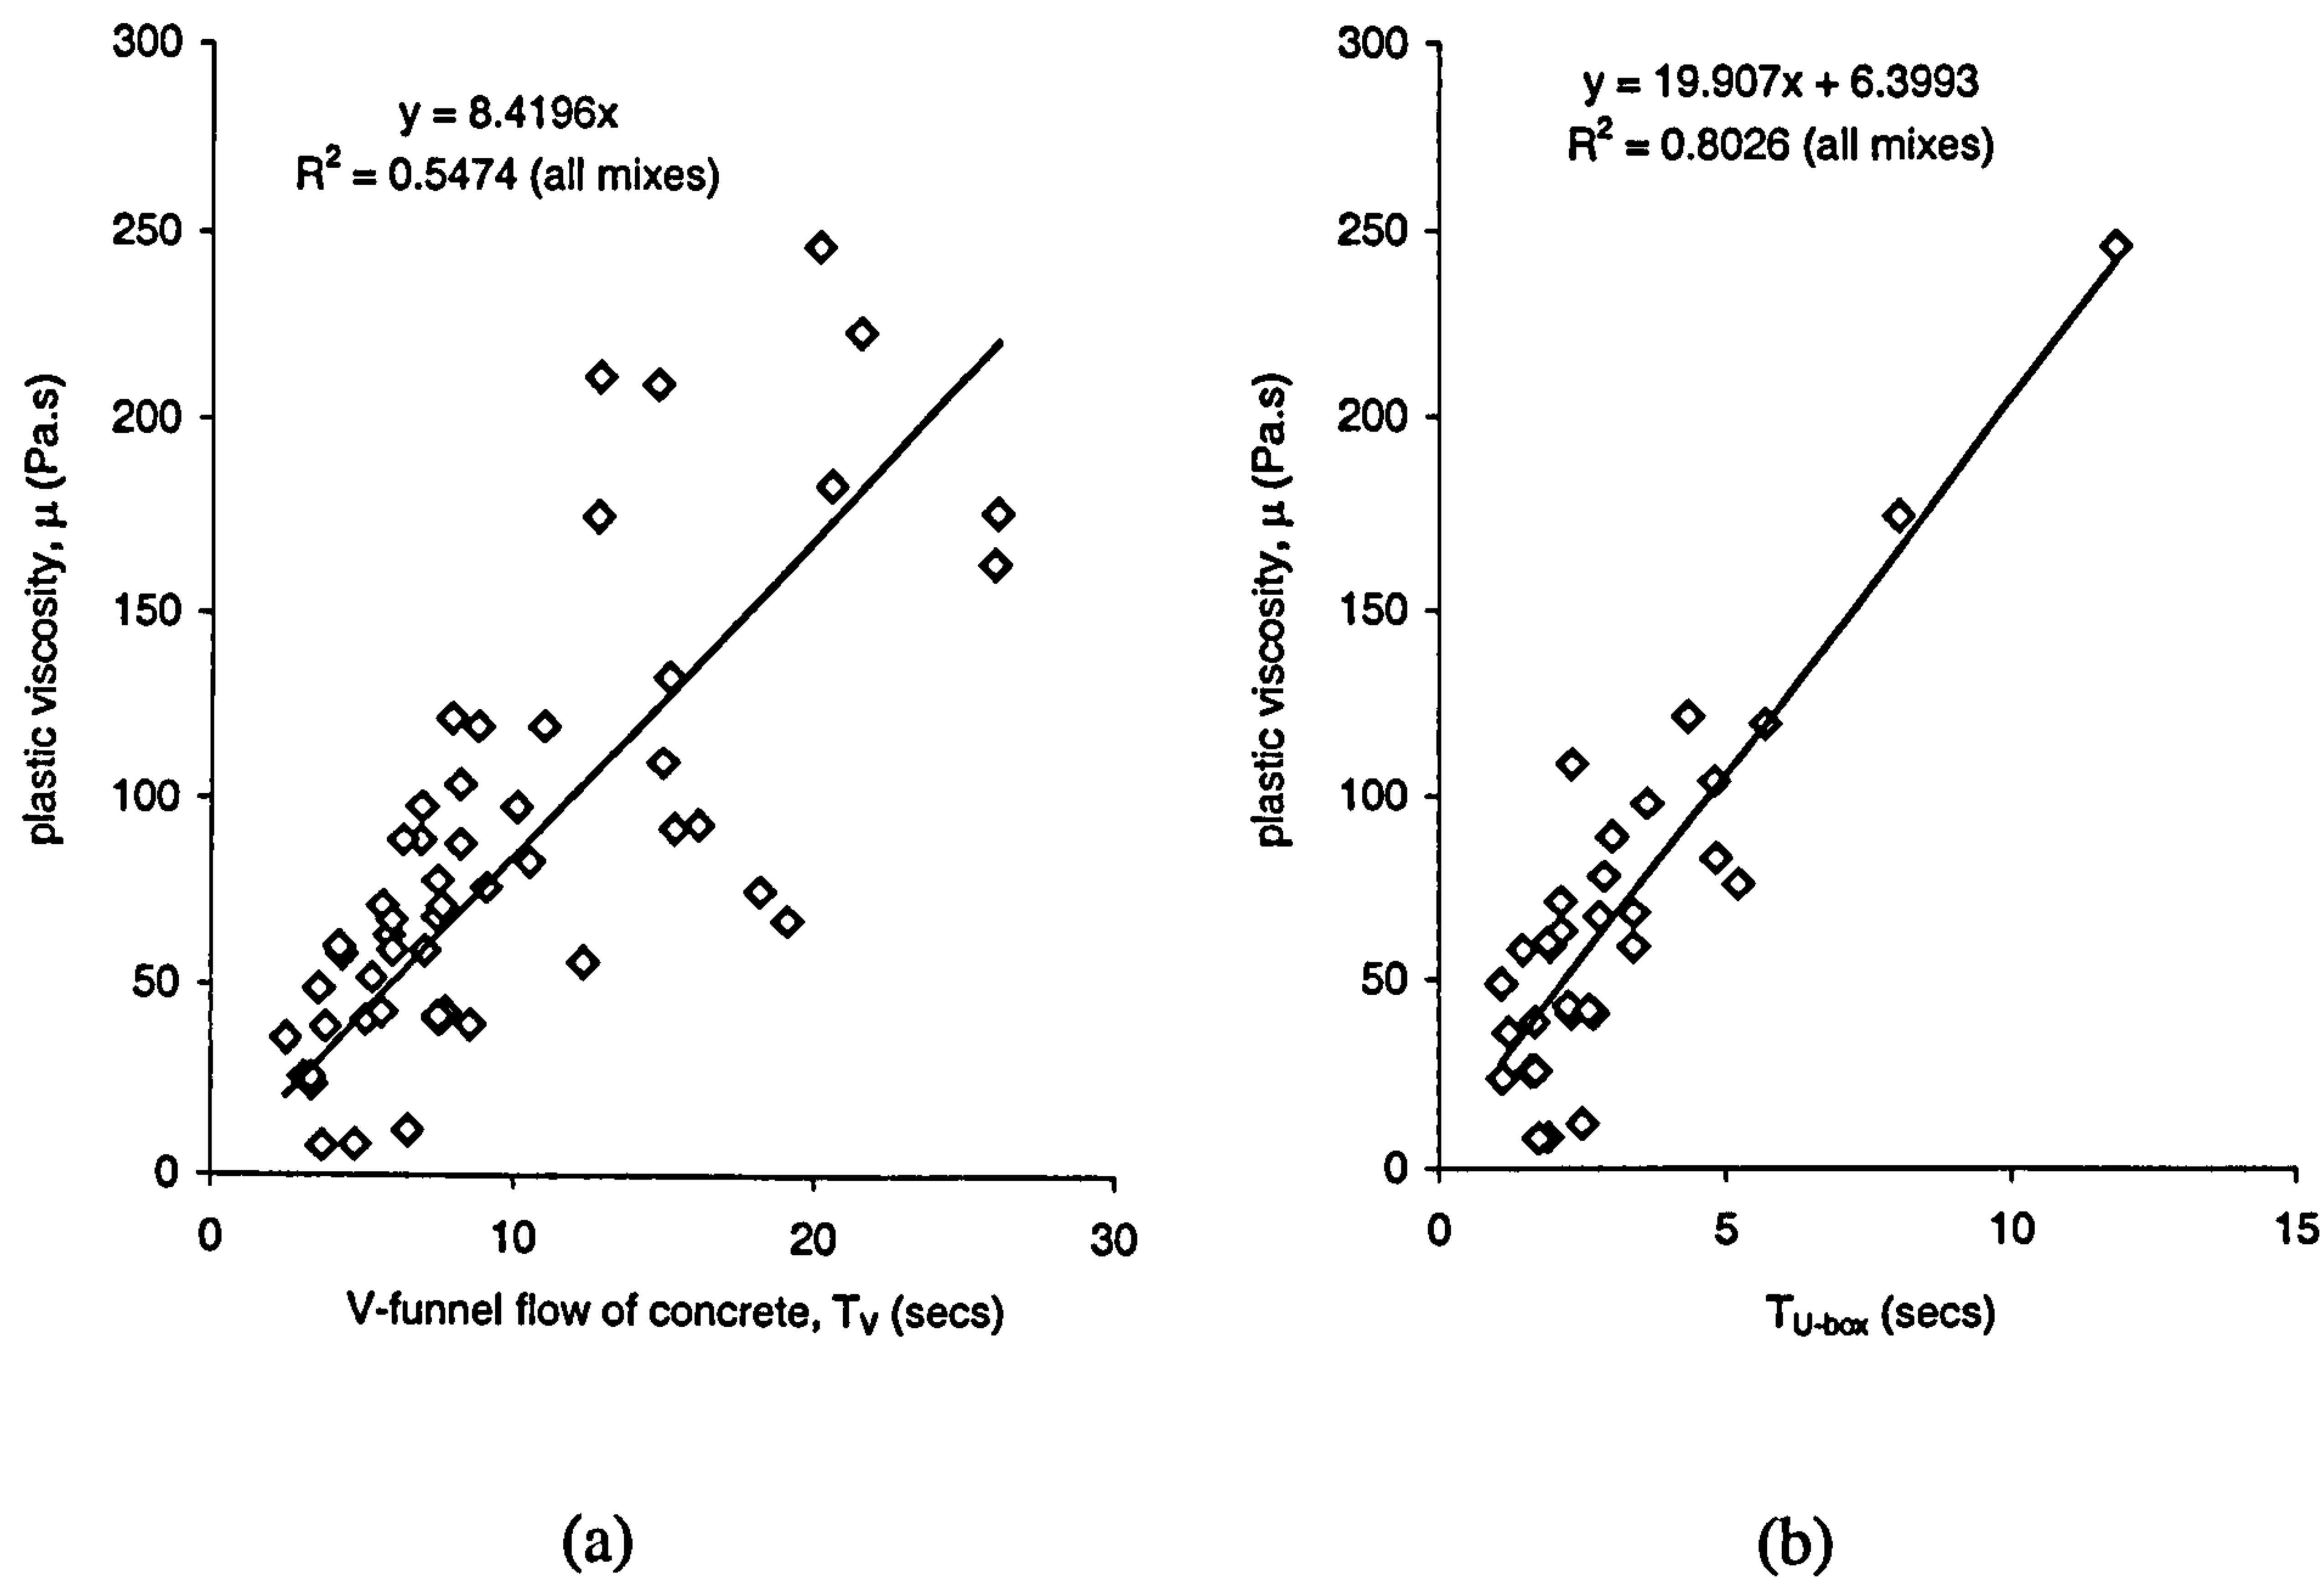 300
y = 8.4196x
R² = 0.5474 (all mixes)
250
200
150
100
50
0
plastic viscosity, μ (Pa.s)
0 10 20 30
V-funnel flow of concrete, TV (secs)
(a)
300
y = 19.907x + 6.3993
R² = 0.8026 (all mixes)
250
200
150
100
50
0
plastic viscosity, μ (Pa.s)
0 5 10 15
TU-box (secs)
(b)